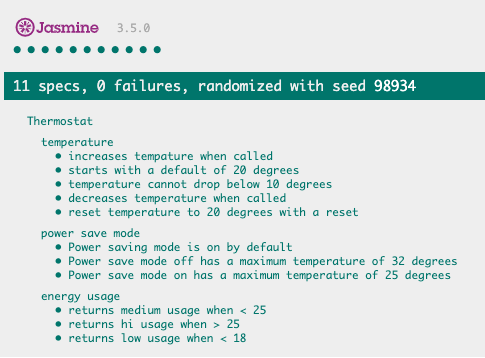 Jasmine 3.5.0
11 specs, 0 failures, randomized with seed 98934
Thermostat
temperature
• increases tempature when called
• starts with a default of 20 degrees
• temperature cannot drop below 10 degrees
• decreases temperature when called
• reset temperature to 20 degrees with a reset
power save mode
• Power saving mode is on by default
• Power save mode off has a maximum temperature of 32 degrees
• Power save mode on has a maximum temperature of 25 degrees
energy usage
• returns medium usage when < 25
• returns hi usage when > 25
• returns low usage when < 18